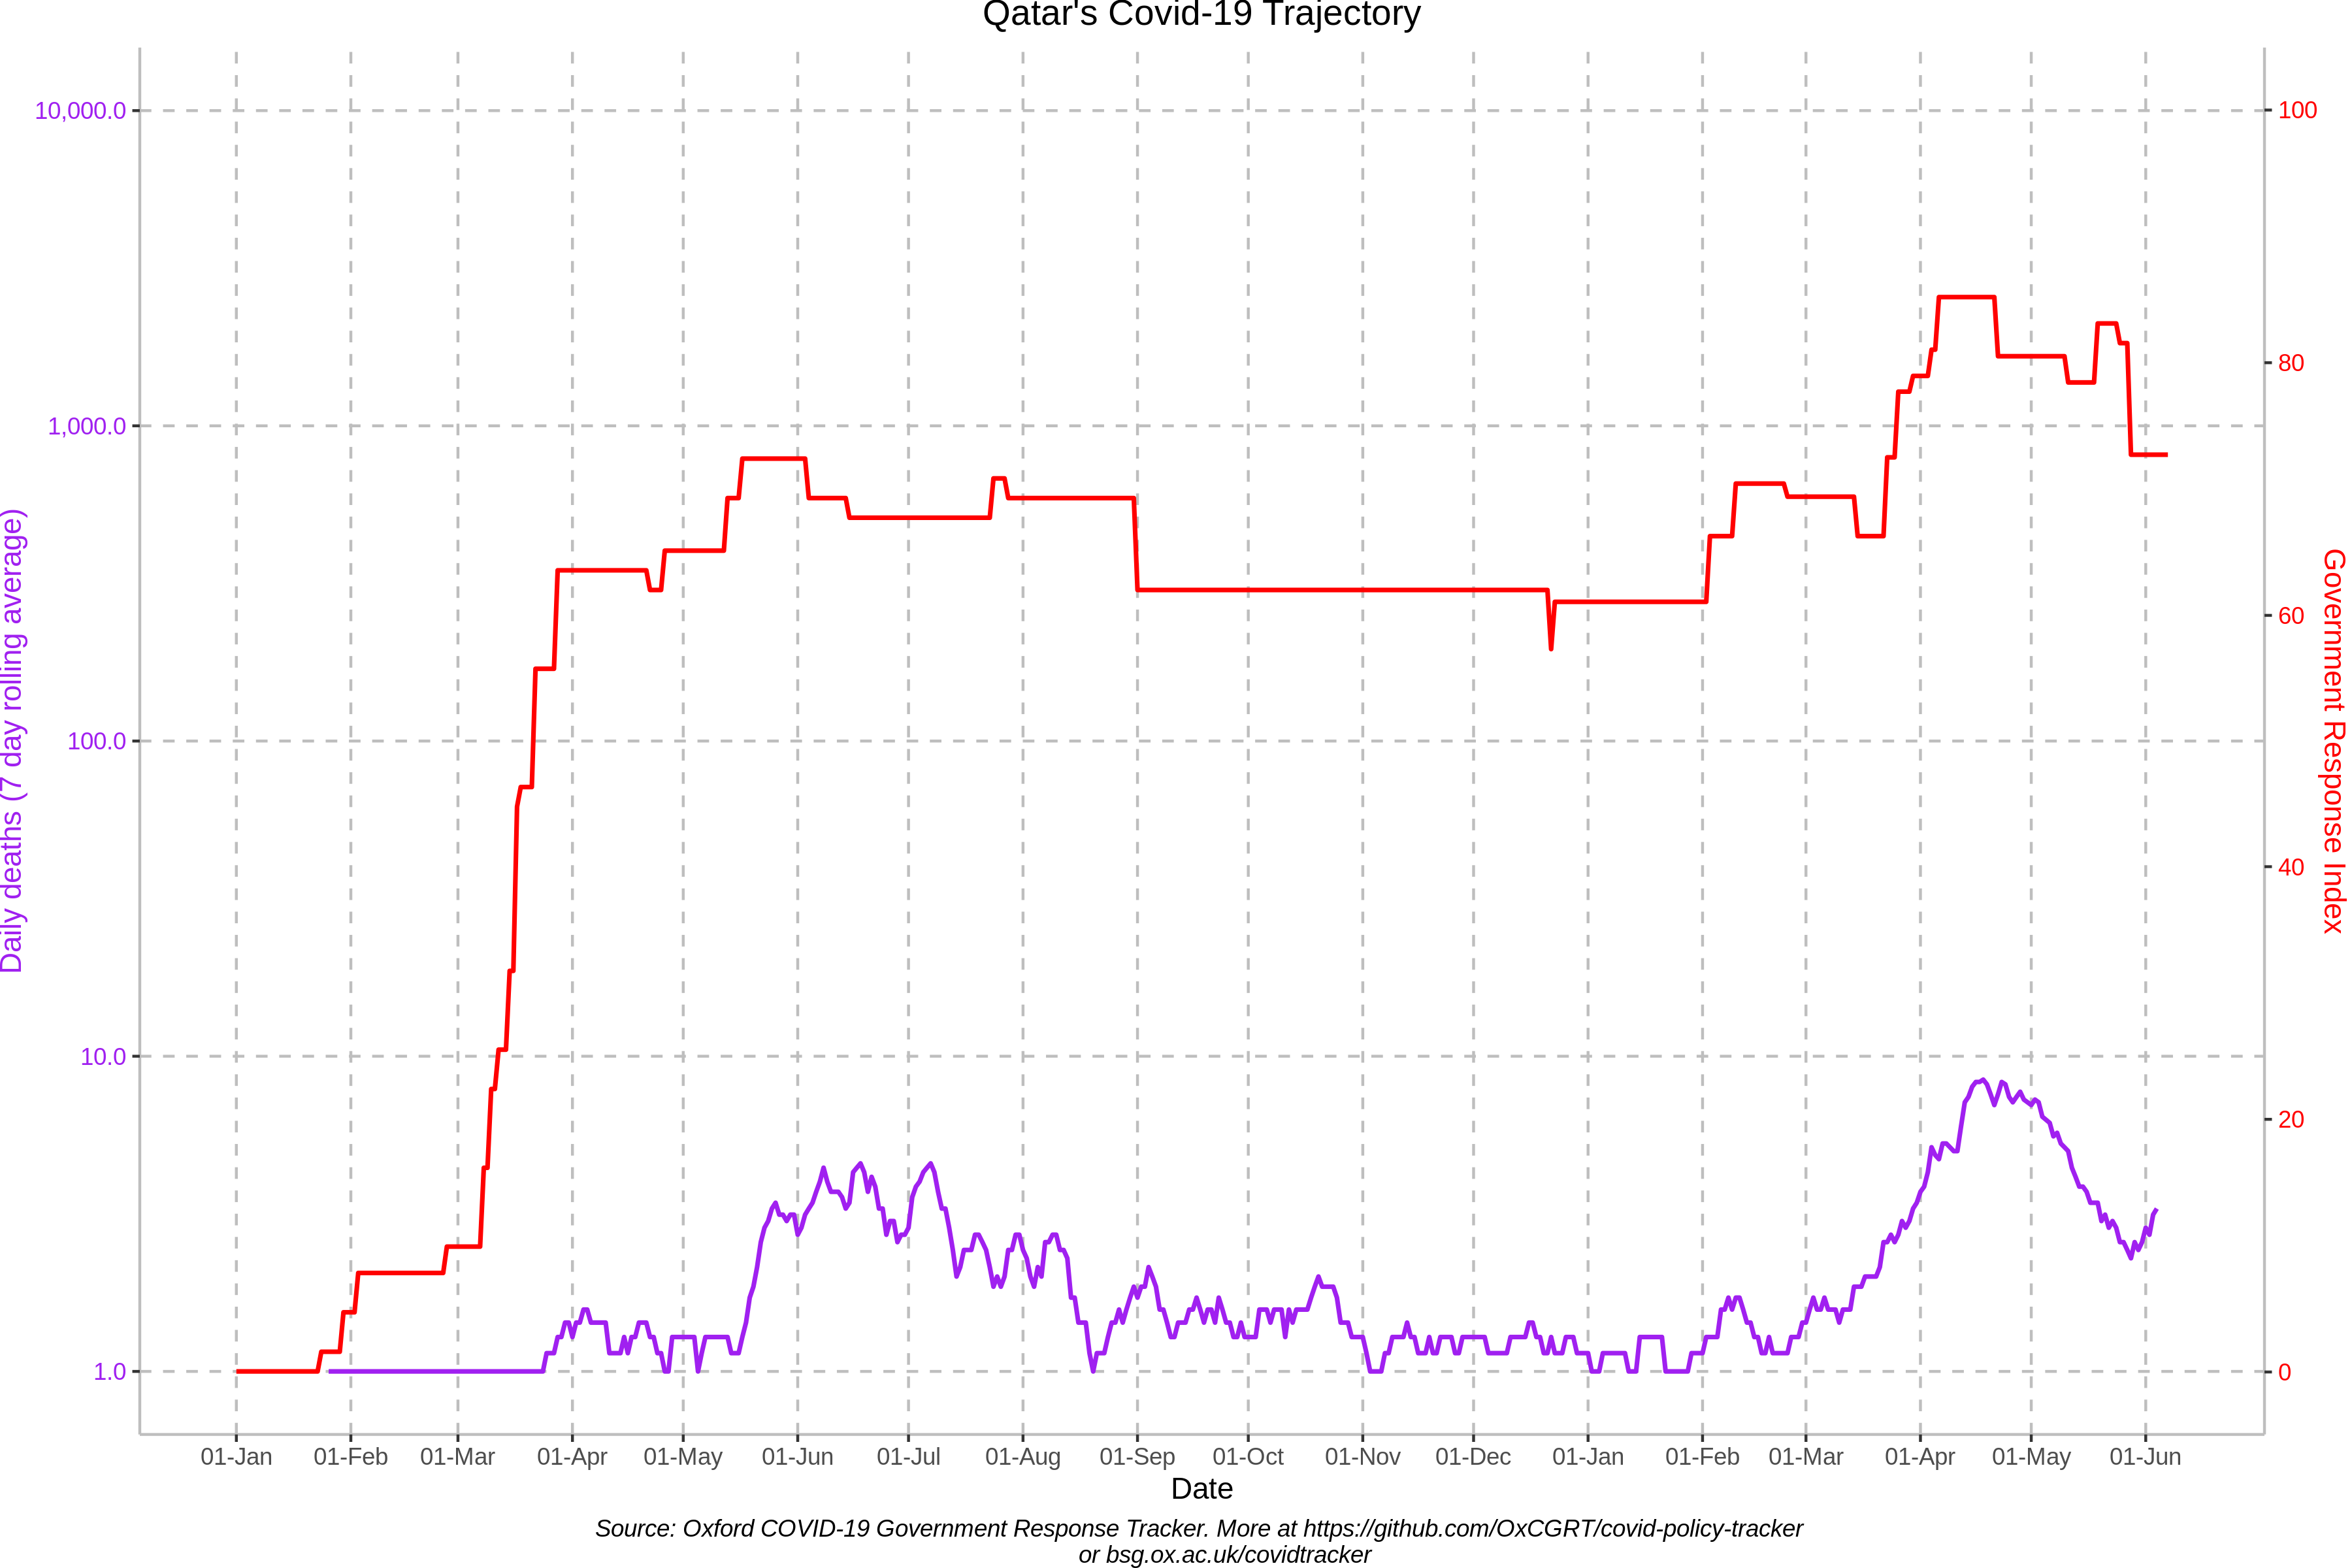 Qatar's Covid-19 Trajectory
10,000.0
1,000.0
100.0
10.0
1.0
Daily deaths (7 day rolling average)
100
80
60
40
20
0
Government Response Index
01-Jan 01-Feb 01-Mar 01-Apr 01-May 01-Jun 01-Jul 01-Aug 01-Sep 01-Oct 01-Nov 01-Dec 01-Jan 01-Feb 01-Mar 01-Apr 01-May 01-Jun
Date
Source: Oxford COVID-19 Government Response Tracker. More at https://github.com/OxCGRT/covid-policy-tracker
or bsg.ox.ac.uk/covidtracker